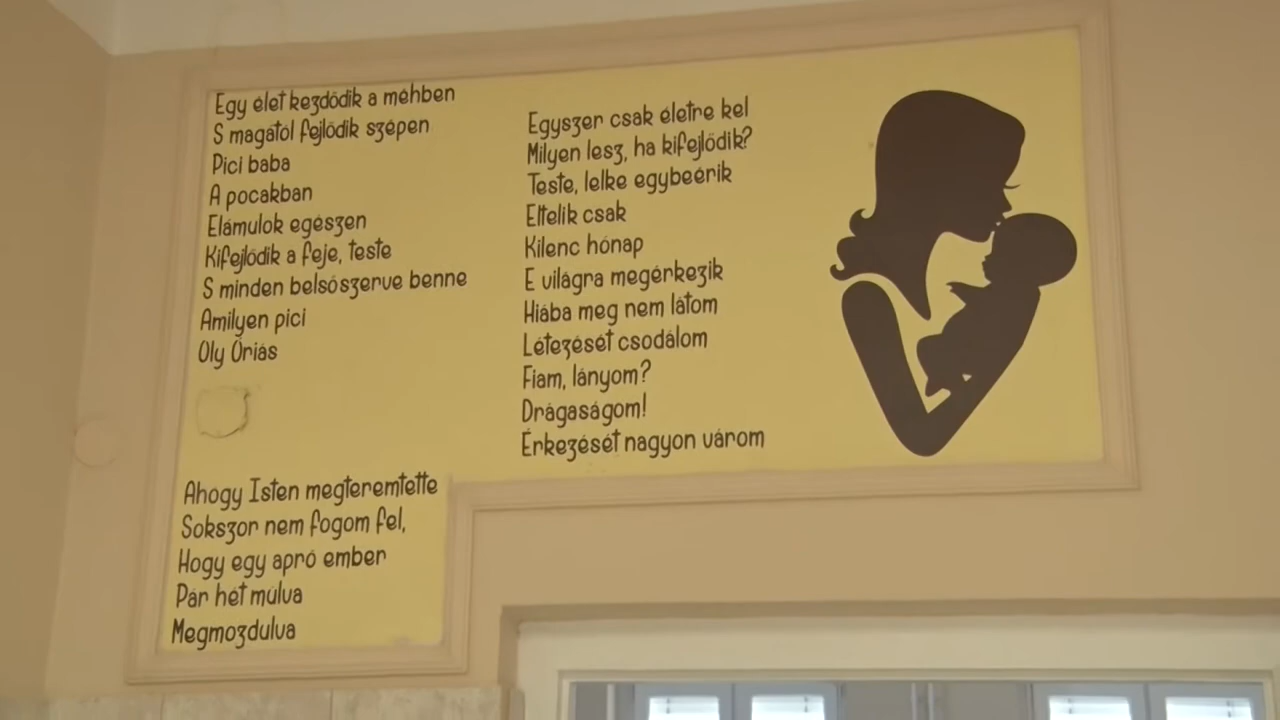 Egy élet kezdődik a méhben
S magától fejlődik szépen
Pici baba
A pocakban
Elámulok egészen
Kifejlődik a feje, teste
S minden belsőszerve benne
Amilyen pici
Oly Óriás
Ahogy Isten megteremtette
Sokszor nem fogom fel,
Hogy egy apró ember
Pár hét múlva
Megmozdulva
Egyszer csak életre kel
Milyen lesz, ha kifejlődik?
Teste, lelke egybeérik
Eltelik csak
Kilenc hónap
E világra megérkezik
Hiába meg nem látom
Létezését csodálom
Fiam, lányom?
Drágaságom!
Érkezését nagyon várom